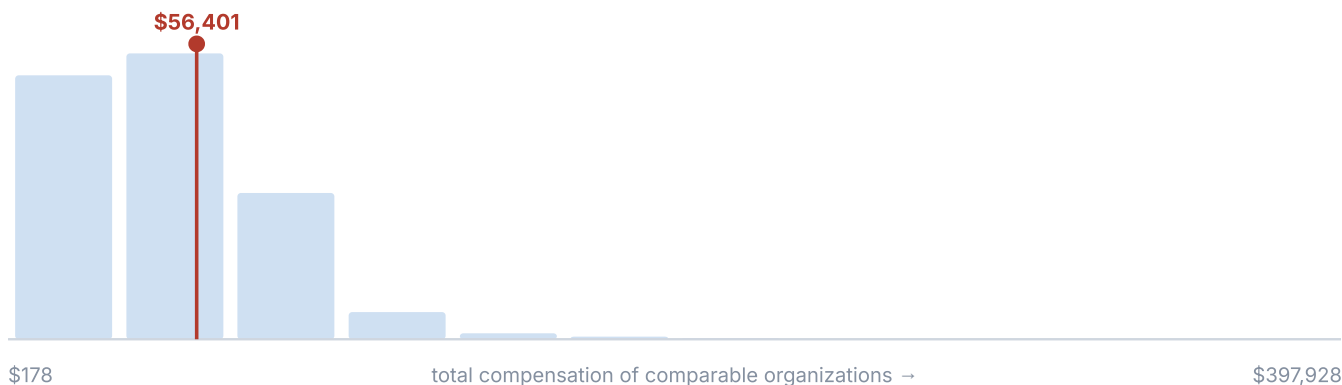 $56,401
$178 total compensation of comparable organizations → $397,928